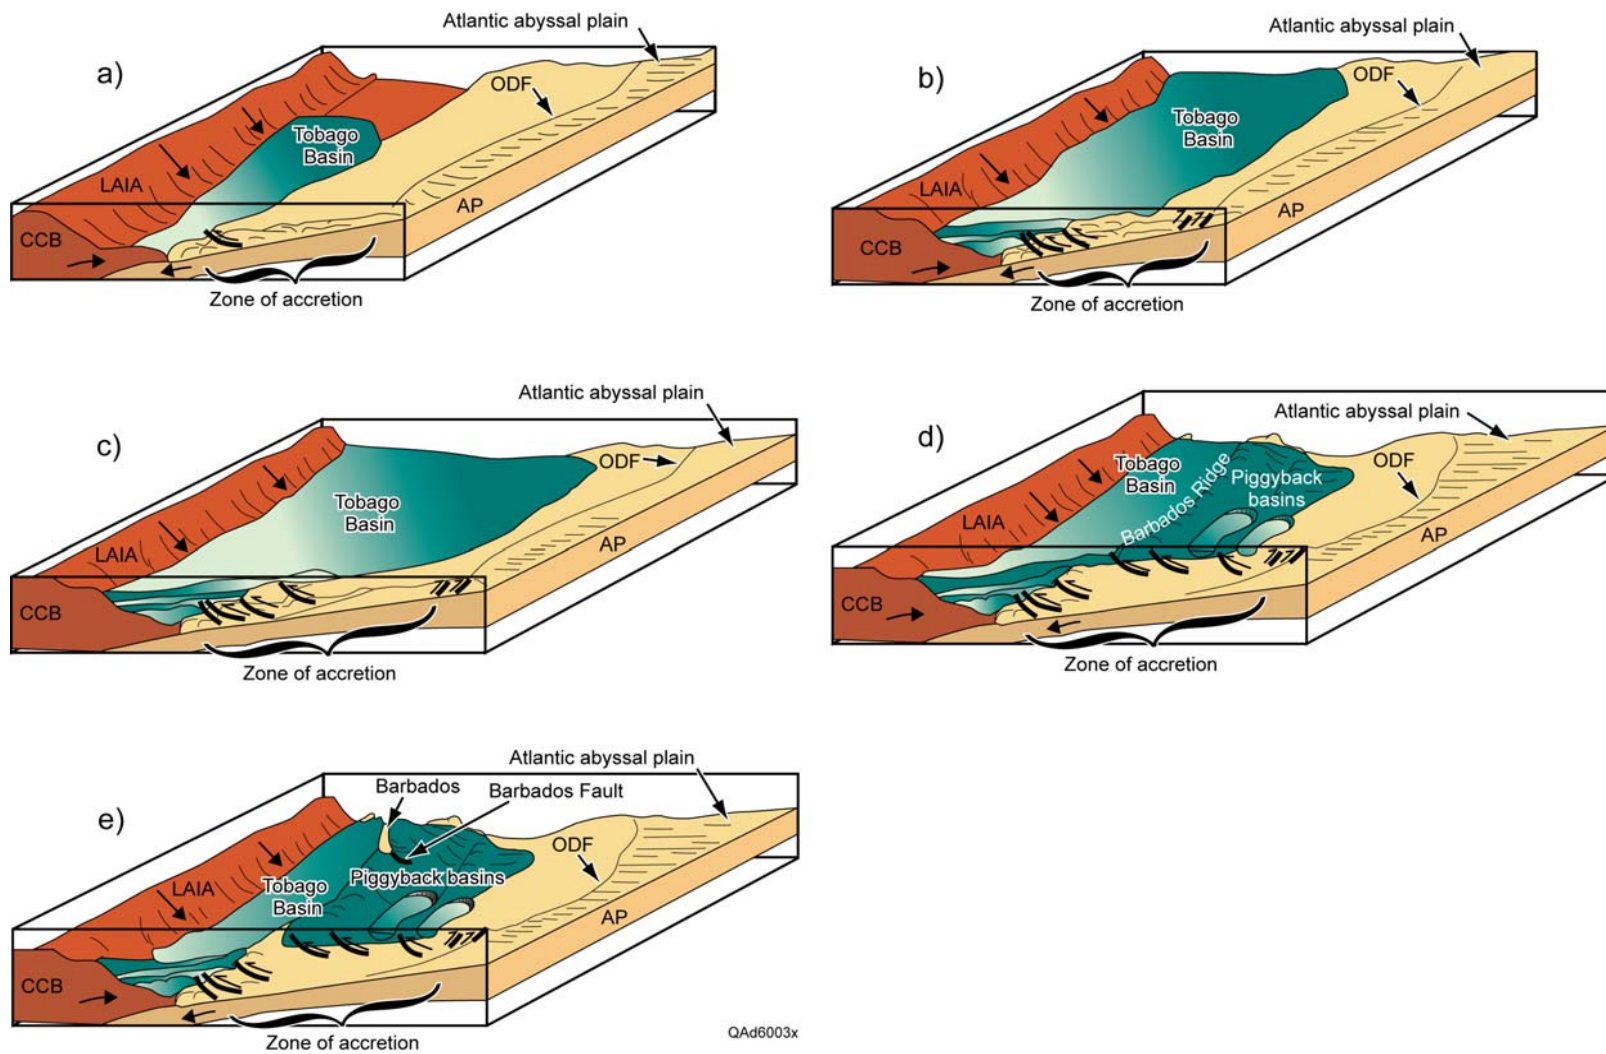 a)
Atlantic abyssal plain
ODF
Tobago
Basin
LAIA
AP
CCB
Zone of accretion
b)
Atlantic abyssal plain
ODF
Tobago
Basin
LAIA
AP
CCB
Zone of accretion
c)
Atlantic abyssal plain
ODF
Tobago
Basin
LAIA
AP
CCB
Zone of accretion
d)
Atlantic abyssal plain
ODF
Tobago
Basin
Barbados Ridge
Piggyback
basins
LAIA
AP
CCB
Zone of accretion
e)
Atlantic abyssal plain
Barbados
Barbados Fault
ODF
LAIA
Tobago
Basin
Piggyback basins
AP
CCB
Zone of accretion
QAd6003x